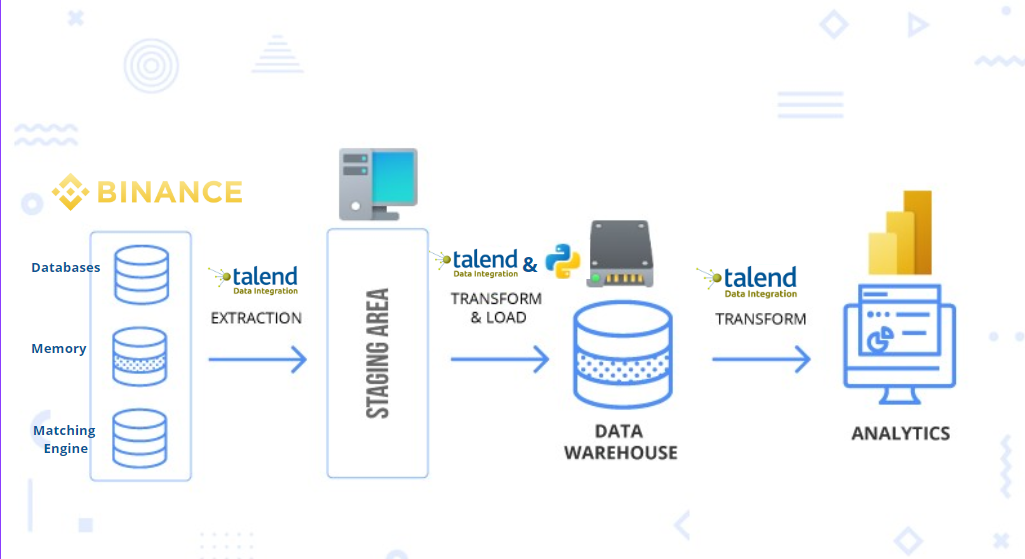 BINANCE
Databases
Memory
Matching
Engine
talend
Data Integration
EXTRACTION
STAGING AREA
talend
Data Integration
&
TRANSFORM
& LOAD
DATA
WAREHOUSE
talend
Data Integration
TRANSFORM
ANALYTICS